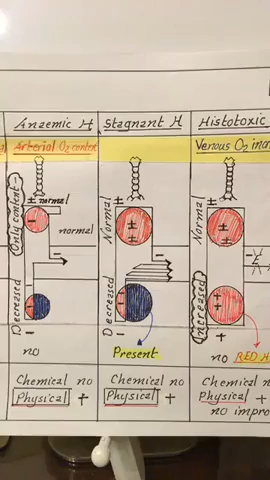 Anaemic H
Stagnant H
Histotoxic
Arterial O2 content
Venous O2 inc
Only content -
± normal
-
normal
Decreased
-
no
Normal
±
±
±
Decreased
-
Present
Normal
±
±
±
E
Increased
+
+
no RED H
Chemical no
Physical +
Chemical no
Physical +
Chemical n
Physical +
no impro